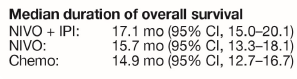 Median duration of overall survival
NIVO + IPI: 17.1 mo (95% CI, 15.0–20.1)
NIVO: 15.7 mo (95% CI, 13.3–18.1)
Chemo: 14.9 mo (95% CI, 12.7–16.7)